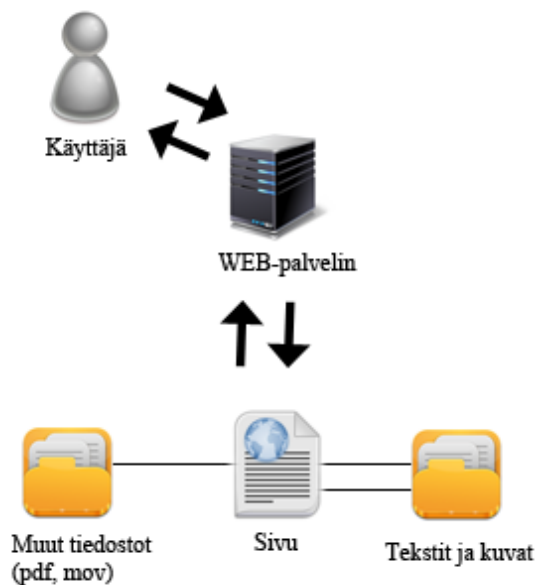 Käyttäjä
WEB-palvelin
Muut tiedostot
(pdf, mov)
Sivu
Tekstit ja kuvat